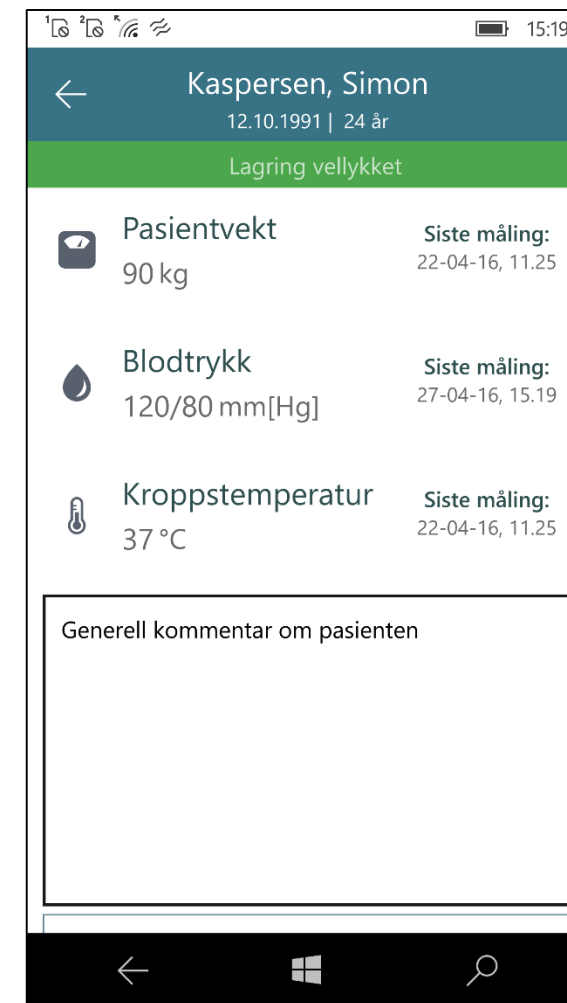 1 2 15:19
Kaspersen, Simon
12.10.1991 | 24 år
Lagring vellykket
Pasientvekt
90 kg
Siste måling:
22-04-16, 11.25
Blodtrykk
120/80 mm[Hg]
Siste måling:
27-04-16, 15.19
Kroppstemperatur
37 °C
Siste måling:
22-04-16, 11.25
Generell kommentar om pasienten